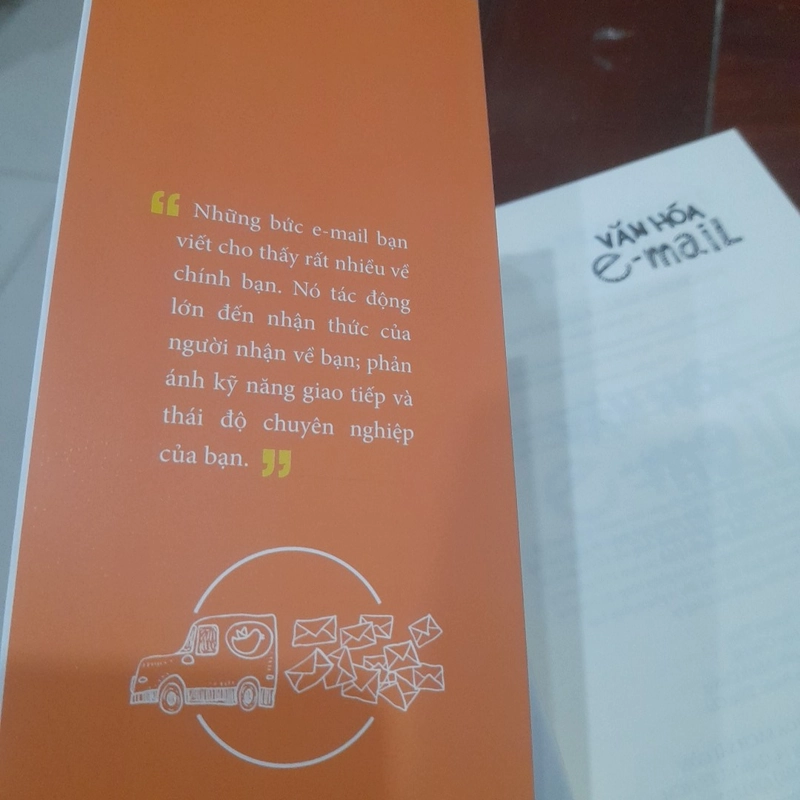 “ Những bức e-mail bạn
viết cho thấy rất nhiều về
chính bạn. Nó tác động
lớn đến nhận thức của
người nhận về bạn; phản
ánh kỹ năng giao tiếp và
thái độ chuyên nghiệp
của bạn. ”
VĂN HÓA
e-mail